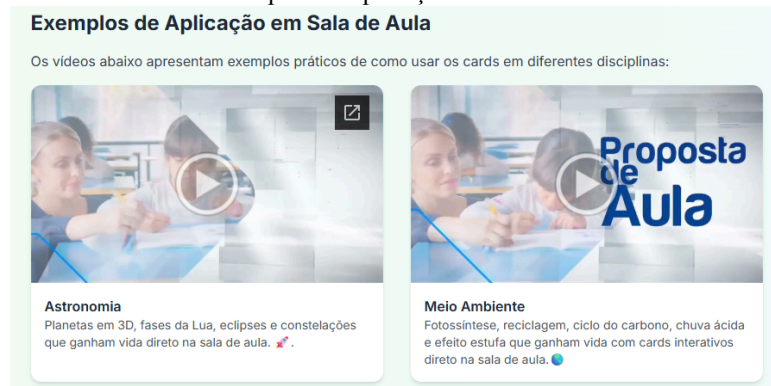 Exemplos de Aplicação em Sala de Aula
Os vídeos abaixo apresentam exemplos práticos de como usar os cards em diferentes disciplinas:
Proposta
de
Aula
Astronomia
Planetas em 3D, fases da Lua, eclipses e constelações
que ganham vida direto na sala de aula. 🚀.
Meio Ambiente
Fotossíntese, reciclagem, ciclo do carbono, chuva ácida
e efeito estufa que ganham vida com cards interativos
direto na sala de aula.🌎